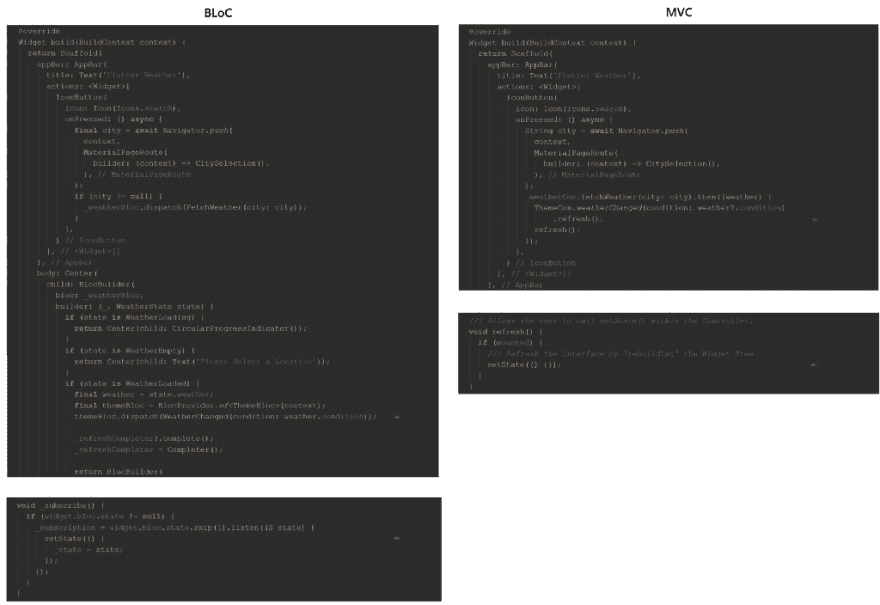 BLoC
@override
Widget build(BuildContext context) {
return Scaffold(
appBar: AppBar(
title: Text('Flutter Weather'),
actions: <Widget>[
IconButton(
icon: Icon(Icons.search),
onPressed: () async {
final city = await Navigator.push(
context,
MaterialPageRoute(
builder: (context) => CitySelection(),
), // MaterialPageRoute
);
if (city != null) {
_weatherBloc.dispatch(FetchWeather(city: city));
}
},
) // IconButton
], // <Widget>[]
), // AppBar
body: Center(
child: BlocBuilder(
bloc: _weatherBloc,
builder: (_, WeatherState state) {
if (state is WeatherLoading) {
return Center(child: CircularProgressIndicator());
}
if (state is WeatherEmpty) {
return Center(child: Text('Please Select a Location'));
}
if (state is WeatherLoaded) {
final weather = state.weather;
final themeBloc = BlocProvider.of<ThemeBloc>(context);
themeBloc.dispatch(WeatherChanged(condition: weather.condition));
_refreshCompleter?.complete();
_refreshCompleter = Completer();
return BlocBuilder(
void _subscribe() {
if (widget.bloc.state != null) {
_subscription = widget.bloc.state.skip(1).listen((S state) {
setState(() {
_state = state;
});
});
}
}
MVC
@override
Widget build(BuildContext context) {
return Scaffold(
appBar: AppBar(
title: Text('Flutter Weather'),
actions: <Widget>[
IconButton(
icon: Icon(Icons.search),
onPressed: () async {
String city = await Navigator.push(
context,
MaterialPageRoute(
builder: (context) => CitySelection(),
), // MaterialPageRoute
);
_weatherCon.fetchWeather(city: city).then((weather) {
ThemeCon.weatherChanged(condition: weather?.condition)
.refresh();
refresh();
});
},
) // IconButton
], // <Widget>[]
), // AppBar
/// Allows the user to call setState() within the Controller.
void refresh() {
if (mounted) {
/// Refresh the interface by 'rebuilding' the Widget Tree
setState(() {});
}
}